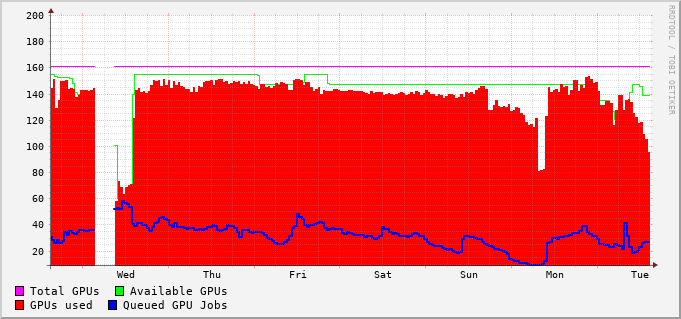 200
180
160
140
120
100
80
60
40
20
Wed Thu Fri Sat Sun Mon Tue
Total GPUs Available GPUs
GPUs used Queued GPU Jobs
RRDTOOL / TOBI OETIKER